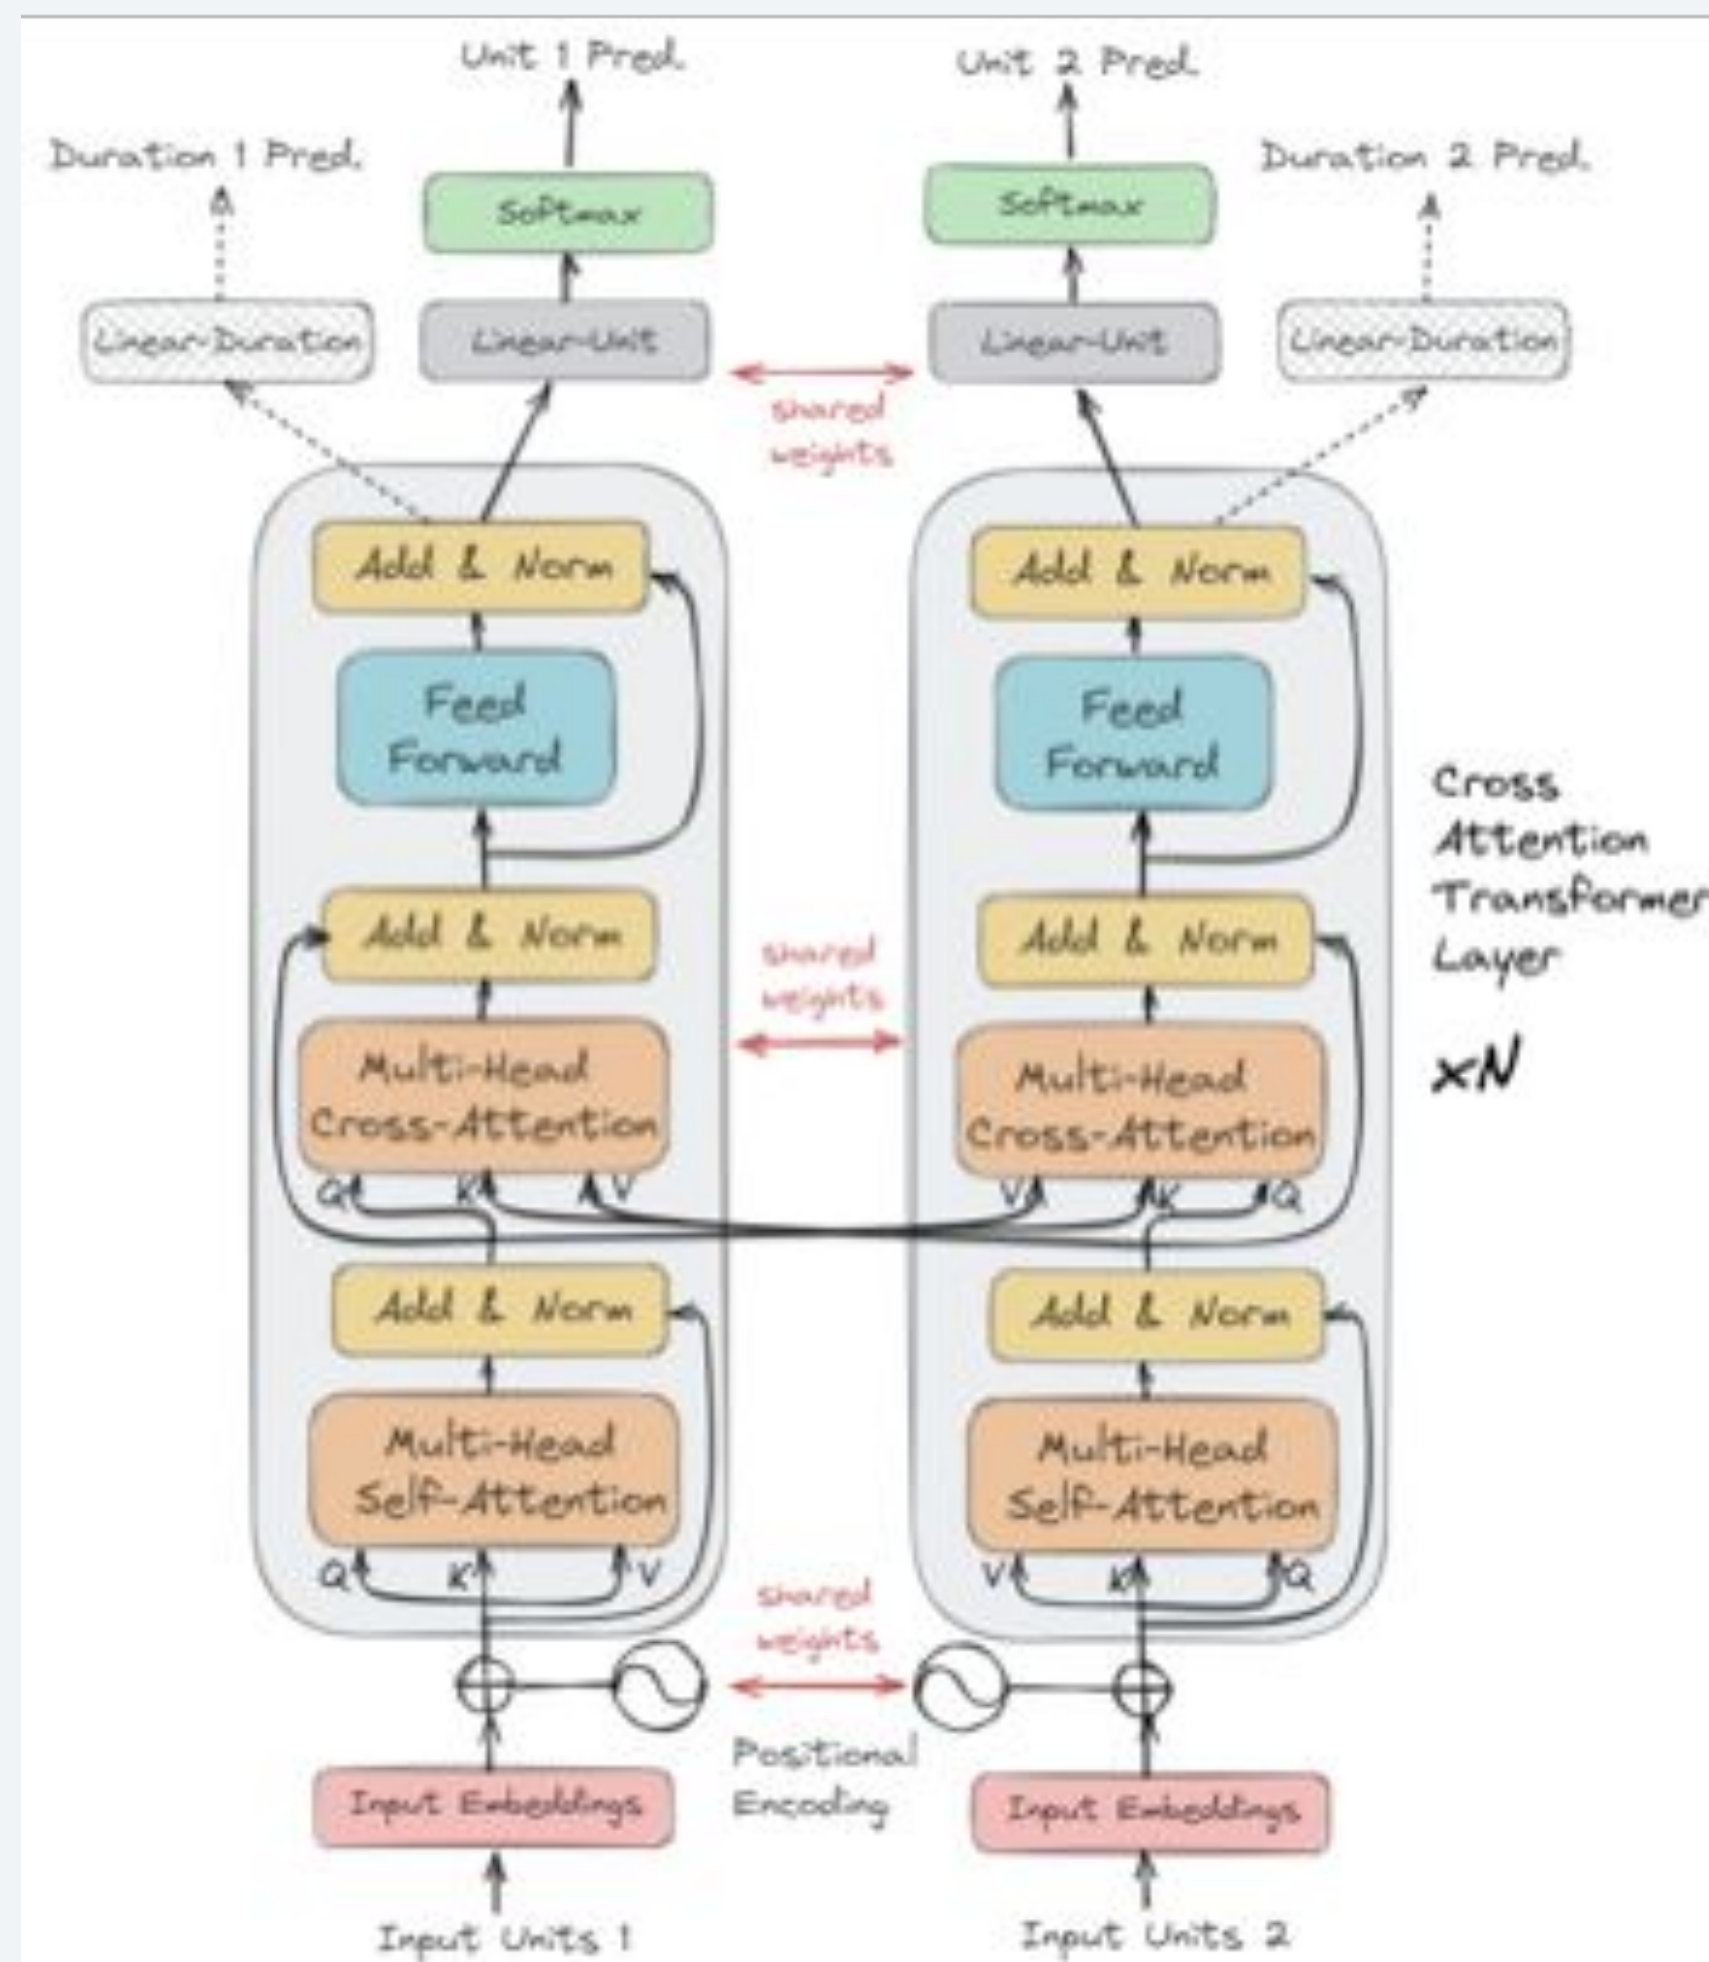 Unit 1 Pred.
Unit 2 Pred.
Duration 1 Pred.
Duration 2 Pred.
Softmax
Softmax
Linear-Duration
Linear-Unit
Linear-Unit
Linear-Duration
shared
weights
Add & Norm
Add & Norm
Feed
Forward
Feed
Forward
Cross
Attention
Transformer
Layer
xN
Add & Norm
Add & Norm
shared
weights
Multi-Head
Cross-Attention
Multi-Head
Cross-Attention
Q K V
V K Q
Add & Norm
Add & Norm
Multi-Head
Self-Attention
Multi-Head
Self-Attention
Q K V
V K Q
shared
weights
Positional
Encoding
Input Embeddings
Input Embeddings
Input Units 1
Input Units 2